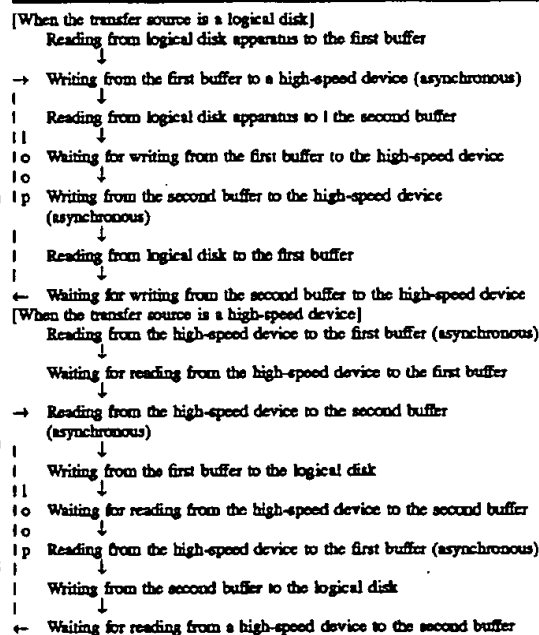 [When the transfer source is a logical disk]
Reading from logical disk apparatus to the first buffer
↓
→ Writing from the first buffer to a high-speed device (asynchronous)
| ↓
| Reading from logical disk apparatus to l the second buffer
| l ↓
| o Waiting for writing from the first buffer to the high-speed device
| o ↓
| p Writing from the second buffer to the high-speed device
(asynchronous)
| ↓
| Reading from logical disk to the first buffer
| ↓
← Waiting for writing from the second buffer to the high-speed device
[When the transfer source is a high-speed device]
Reading from the high-speed device to the first buffer (asynchronous)
↓
Waiting for reading from the high-speed device to the first buffer
↓
→ Reading from the high-speed device to the second buffer
(asynchronous)
| ↓
| Writing from the first buffer to the logical disk
| l ↓
| o Waiting for reading from the high-speed device to the second buffer
| o ↓
| p Reading from the high-speed device to the first buffer (asynchronous)
| ↓
| Writing from the second buffer to the logical disk
| ↓
← Waiting for reading from a high-speed device to the second buffer